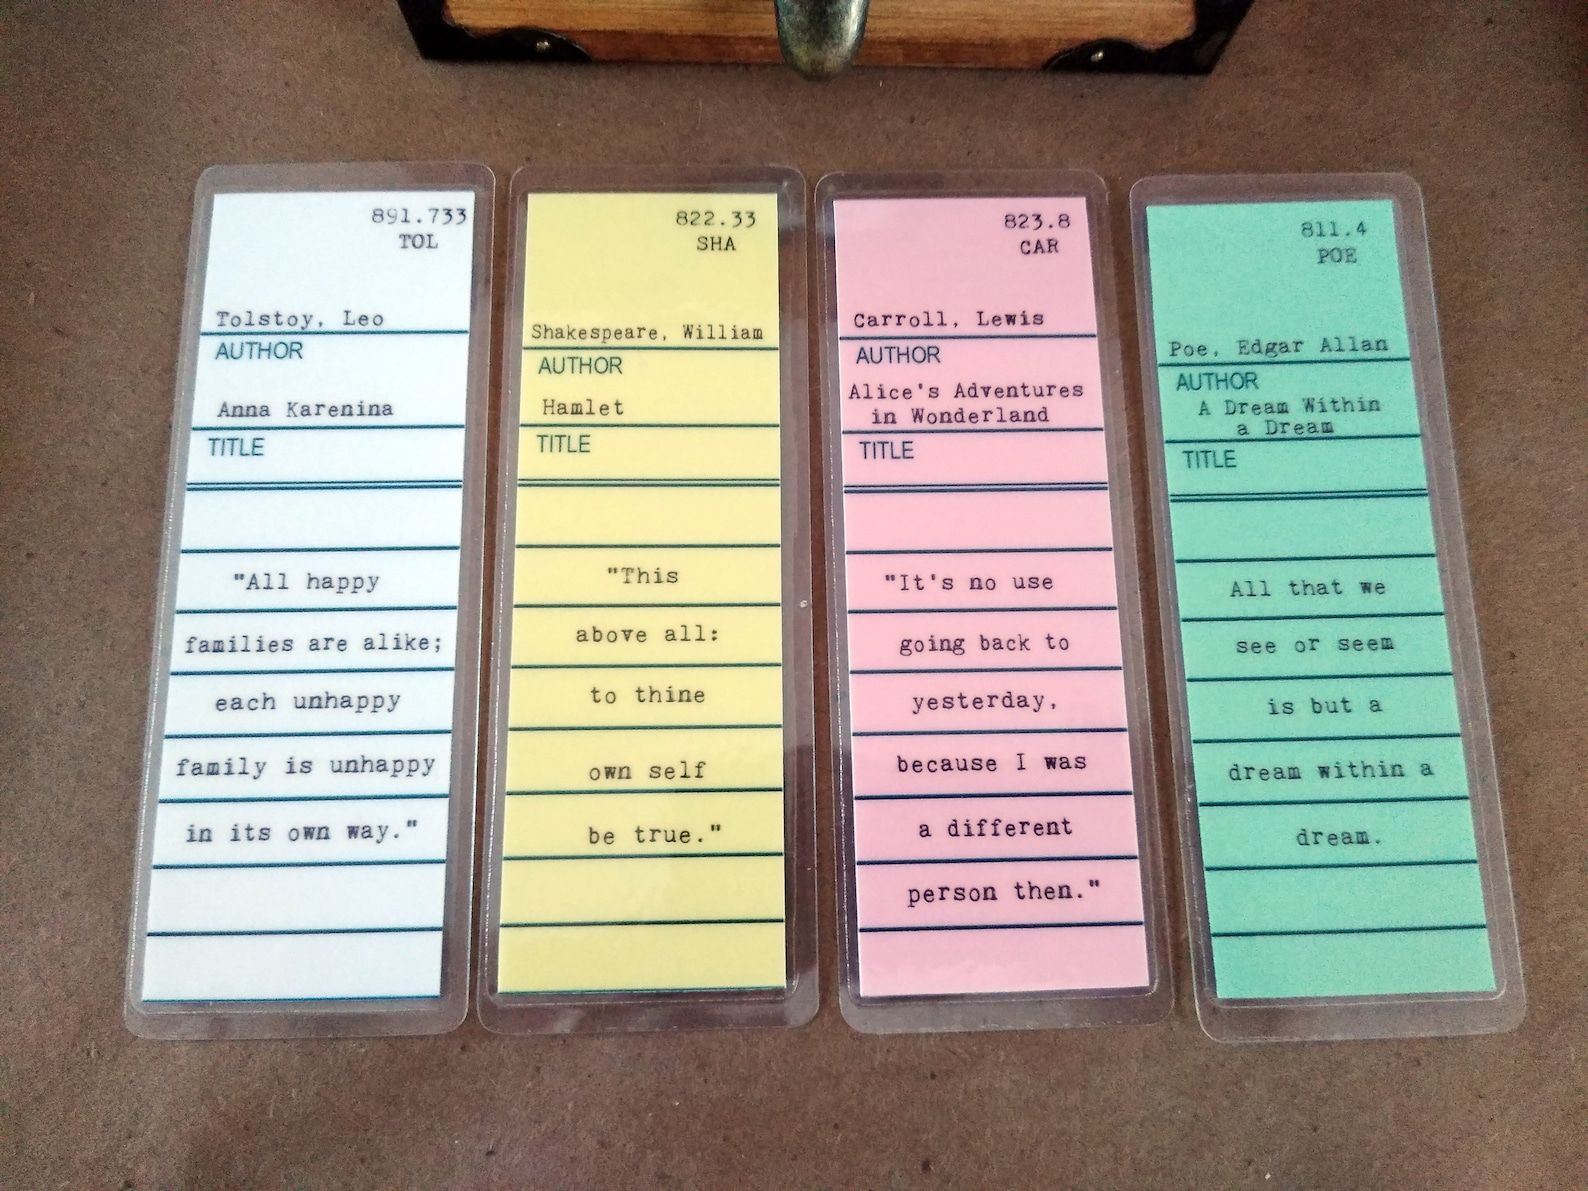 891.733
TOL
Tolstoy, Leo
AUTHOR
Anna Karenina
TITLE
"All happy
families are alike;
each unhappy
family is unhappy
in its own way."
822.33
SHA
Shakespeare, William
AUTHOR
Hamlet
TITLE
"This
above all:
to thine
own self
be true."
823.8
CAR
Carroll, Lewis
AUTHOR
Alice's Adventures
in Wonderland
TITLE
"It's no use
going back to
yesterday,
because I was
a different
person then."
811.4
POE
Poe, Edgar Allan
AUTHOR
A Dream Within
a Dream
TITLE
All that we
see or seem
is but a
dream within a
dream.